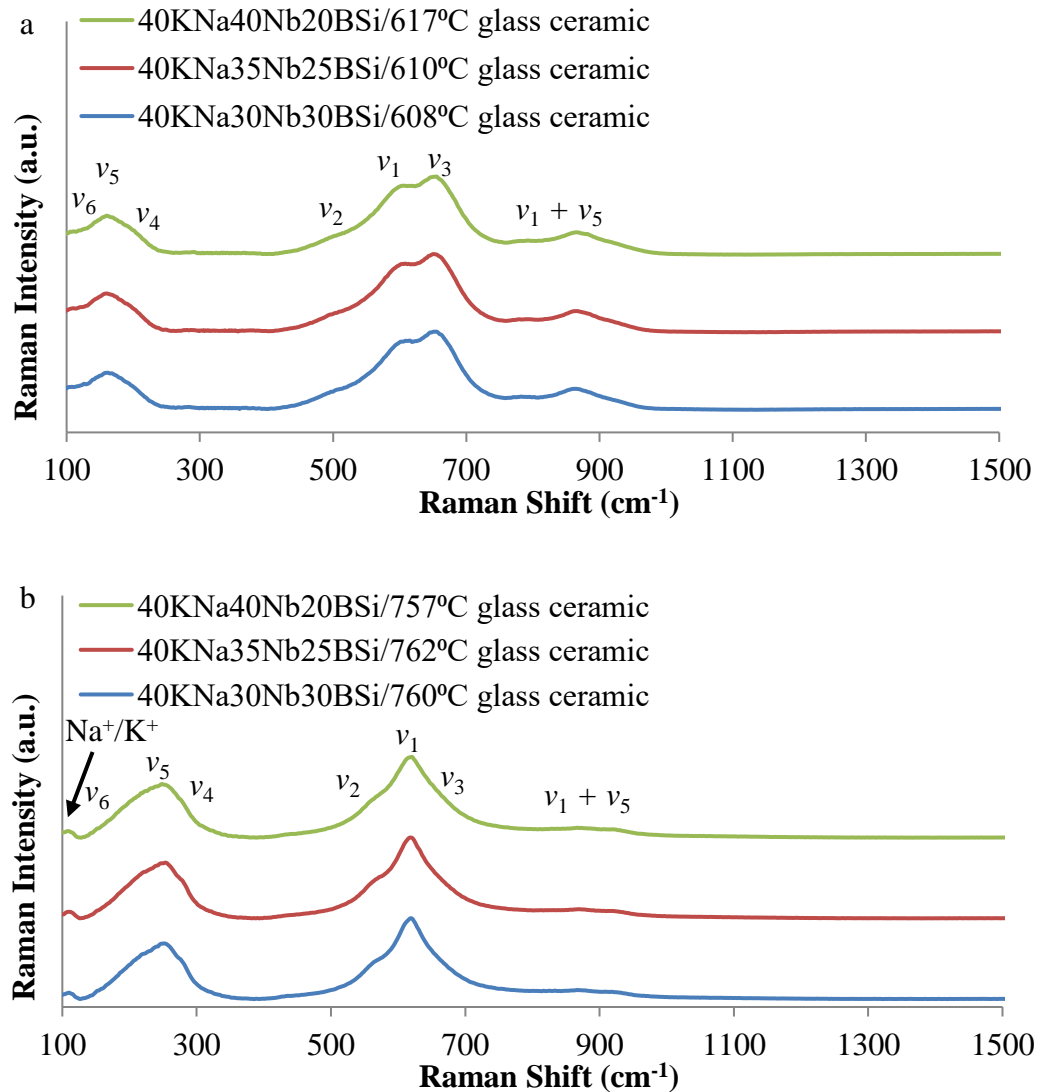 a
40KNa40Nb20BSi/617ºC glass ceramic
40KNa35Nb25BSi/610ºC glass ceramic
40KNa30Nb30BSi/608ºC glass ceramic
Raman Intensity (a.u.)
v6
v5
v4
v2
v1
v3
v1 + v5
100 300 500 700 900 1100 1300 1500
Raman Shift (cm-1)
b
40KNa40Nb20BSi/757ºC glass ceramic
40KNa35Nb25BSi/762ºC glass ceramic
40KNa30Nb30BSi/760ºC glass ceramic
Raman Intensity (a.u.)
Na+/K+
v6
v5
v4
v2
v1
v3
v1 + v5
100 300 500 700 900 1100 1300 1500
Raman Shift (cm-1)